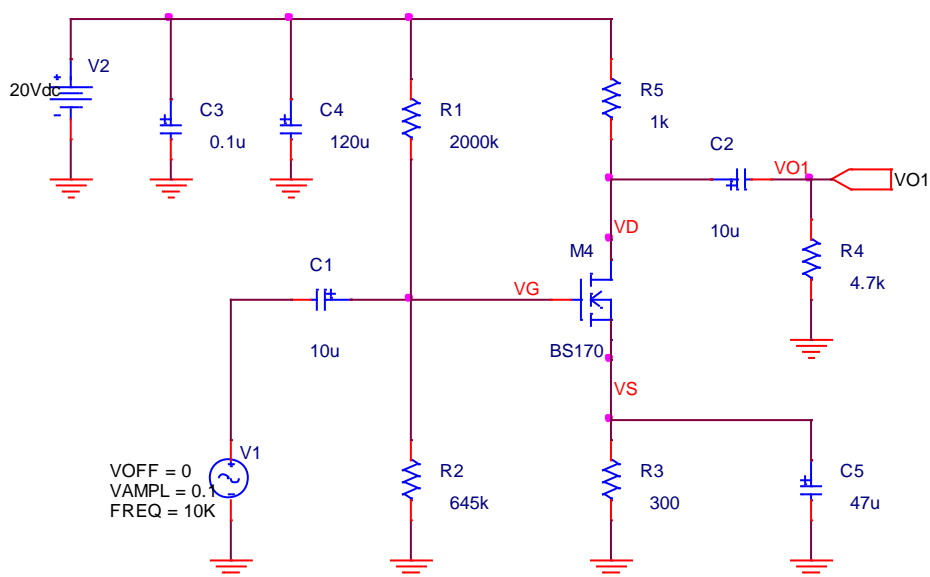 V2
20Vdc
C3
0.1u
C4
120u
R1
2000k
R5
1k
C2
10u
VO1
VO1
R4
4.7k
VD
M4
BS170
VG
C1
10u
VS
V1
VOFF = 0
VAMPL = 0.1
FREQ = 10K
R2
645k
R3
300
C5
47u